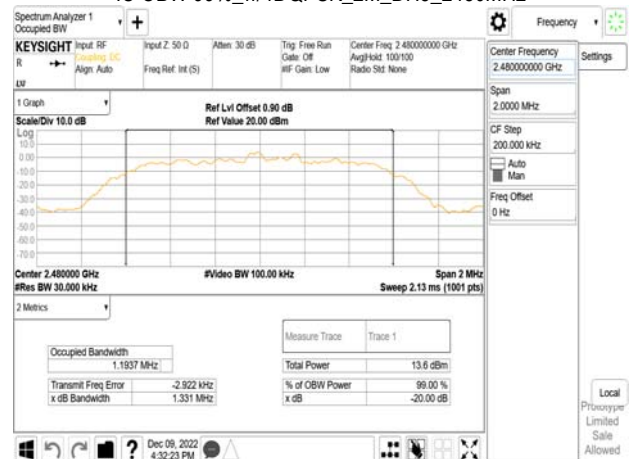 Spectrum Analyzer 1
Occupied BW
Frequency
KEYSIGHT
Input: RF
Coupling: DC
Align: Auto
Input Z: 50 Ω
Freq Ref: Int (S)
Atten: 30 dB
Trig: Free Run
Gate: Off
#IF Gain: Low
Center Freq: 2.480000000 GHz
Avg|Hold: 100/100
Radio Std: None
R
Center Frequency
2.480000000 GHz
Settings
Span
2.0000 MHz
CF Step
200.000 kHz
Auto
Man
Freq Offset
0 Hz
1 Graph
Scale/Div 10.0 dB
Ref Lvl Offset 0.90 dB
Ref Value 20.00 dBm
Log
10.0
0.00
-10.0
-20.0
-30.0
-40.0
-50.0
-60.0
-70.0
Center 2.480000 GHz
#Res BW 30.000 kHz
#Video BW 100.00 kHz
Span 2 MHz
Sweep 2.13 ms (1001 pts)
2 Metrics
Measure Trace
Trace 1
Occupied Bandwidth
1.1937 MHz
Total Power
13.6 dBm
Transmit Freq Error
-2.922 kHz
% of OBW Power
99.00 %
x dB Bandwidth
1.331 MHz
x dB
-20.00 dB
Local
Prototype
Limited
Sale
Allowed
?
Dec 09, 2022
4:32:23 PM